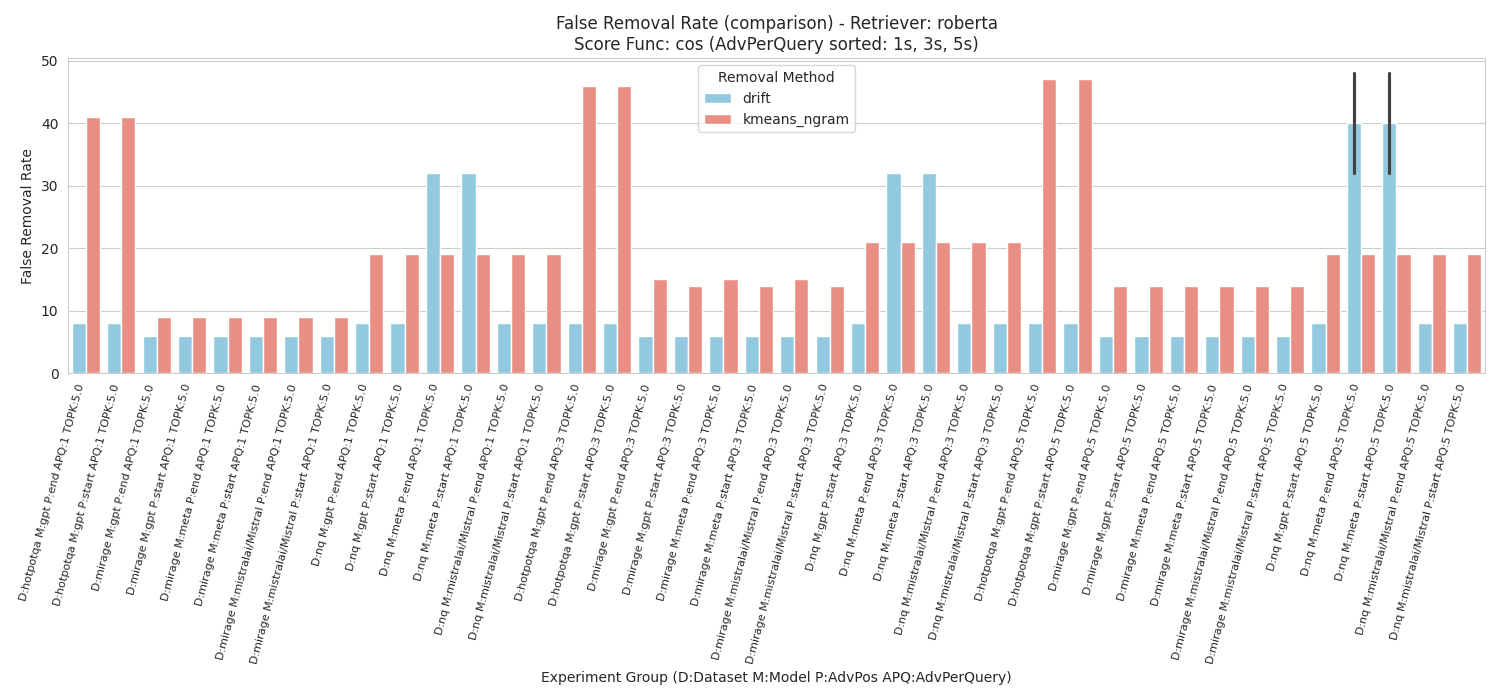 False Removal Rate (comparison) - Retriever: roberta
Score Func: cos (AdvPerQuery sorted: 1s, 3s, 5s)
Removal Method
drift
kmeans_ngram
False Removal Rate
50
40
30
20
10
0
D:hotpotqa M:gpt P:end APQ:1 TOPK:5.0
D:hotpotqa M:gpt P:start APQ:1 TOPK:5.0
D:mirage M:gpt P:end APQ:1 TOPK:5.0
D:mirage M:gpt P:start APQ:1 TOPK:5.0
D:mirage M:meta P:end APQ:1 TOPK:5.0
D:mirage M:meta P:start APQ:1 TOPK:5.0
D:mirage M:mistralai/Mistral P:end APQ:1 TOPK:5.0
D:mirage M:mistralai/Mistral P:start APQ:1 TOPK:5.0
D:nq M:gpt P:end APQ:1 TOPK:5.0
D:nq M:gpt P:start APQ:1 TOPK:5.0
D:nq M:meta P:end APQ:1 TOPK:5.0
D:nq M:meta P:start APQ:1 TOPK:5.0
D:nq M:mistralai/Mistral P:end APQ:1 TOPK:5.0
D:nq M:mistralai/Mistral P:start APQ:1 TOPK:5.0
D:hotpotqa M:gpt P:end APQ:3 TOPK:5.0
D:hotpotqa M:gpt P:start APQ:3 TOPK:5.0
D:mirage M:gpt P:end APQ:3 TOPK:5.0
D:mirage M:gpt P:start APQ:3 TOPK:5.0
D:mirage M:meta P:end APQ:3 TOPK:5.0
D:mirage M:meta P:start APQ:3 TOPK:5.0
D:mirage M:mistralai/Mistral P:end APQ:3 TOPK:5.0
D:mirage M:mistralai/Mistral P:start APQ:3 TOPK:5.0
D:nq M:gpt P:start APQ:3 TOPK:5.0
D:nq M:meta P:end APQ:3 TOPK:5.0
D:nq M:meta P:start APQ:3 TOPK:5.0
D:nq M:mistralai/Mistral P:end APQ:3 TOPK:5.0
D:nq M:mistralai/Mistral P:start APQ:3 TOPK:5.0
D:hotpotqa M:gpt P:end APQ:5 TOPK:5.0
D:hotpotqa M:gpt P:start APQ:5 TOPK:5.0
D:mirage M:gpt P:end APQ:5 TOPK:5.0
D:mirage M:gpt P:start APQ:5 TOPK:5.0
D:mirage M:meta P:end APQ:5 TOPK:5.0
D:mirage M:meta P:start APQ:5 TOPK:5.0
D:mirage M:mistralai/Mistral P:end APQ:5 TOPK:5.0
D:mirage M:mistralai/Mistral P:start APQ:5 TOPK:5.0
D:nq M:gpt P:start APQ:5 TOPK:5.0
D:nq M:meta P:end APQ:5 TOPK:5.0
D:nq M:meta P:start APQ:5 TOPK:5.0
D:nq M:mistralai/Mistral P:end APQ:5 TOPK:5.0
D:nq M:mistralai/Mistral P:start APQ:5 TOPK:5.0
Experiment Group (D:Dataset M:Model P:AdvPos APQ:AdvPerQuery)